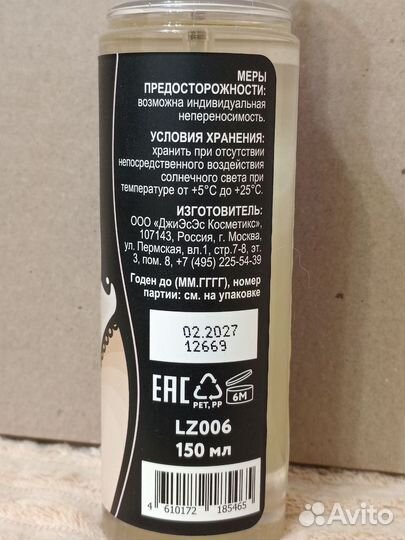 МЕРЫ
ПРЕДОСТОРОЖНОСТИ:
возможна индивидуальная
непереносимость.
УСЛОВИЯ ХРАНЕНИЯ:
хранить при отсутствии
непосредственного воздействия
солнечного света при
температуре от +5°С до +25°С.
ИЗГОТОВИТЕЛЬ:
ООО «ДжиЭсЭс Косметикс»,
107143, Россия, г. Москва,
ул. Пермская, вл.1, стр.7-8, эт.
3, пом. 8, +7 (495) 225-54-39
Годен до (ММ.ГГГГ), номер
партии: см. на упаковке
02.2027
12669
EAC
PET, PP
6М
LZ006
150 мл
4 610172 185465
Avito